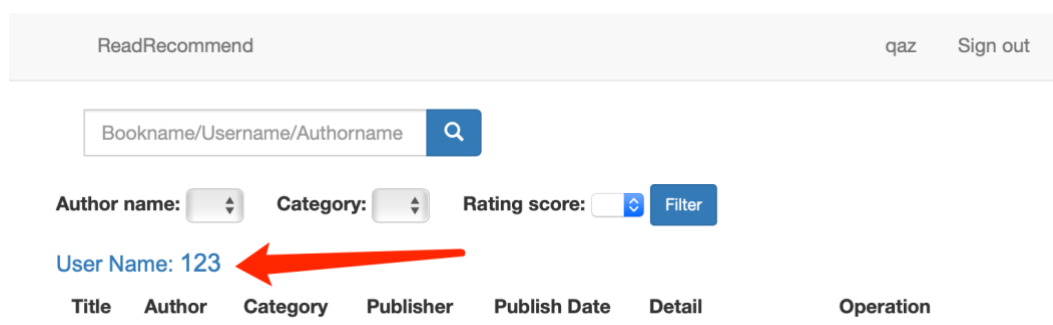 ReadRecommend qaz Sign out
Bookname/Username/Authorname
Author name: Category: Rating score: Filter
User Name: 123
Title Author Category Publisher Publish Date Detail Operation